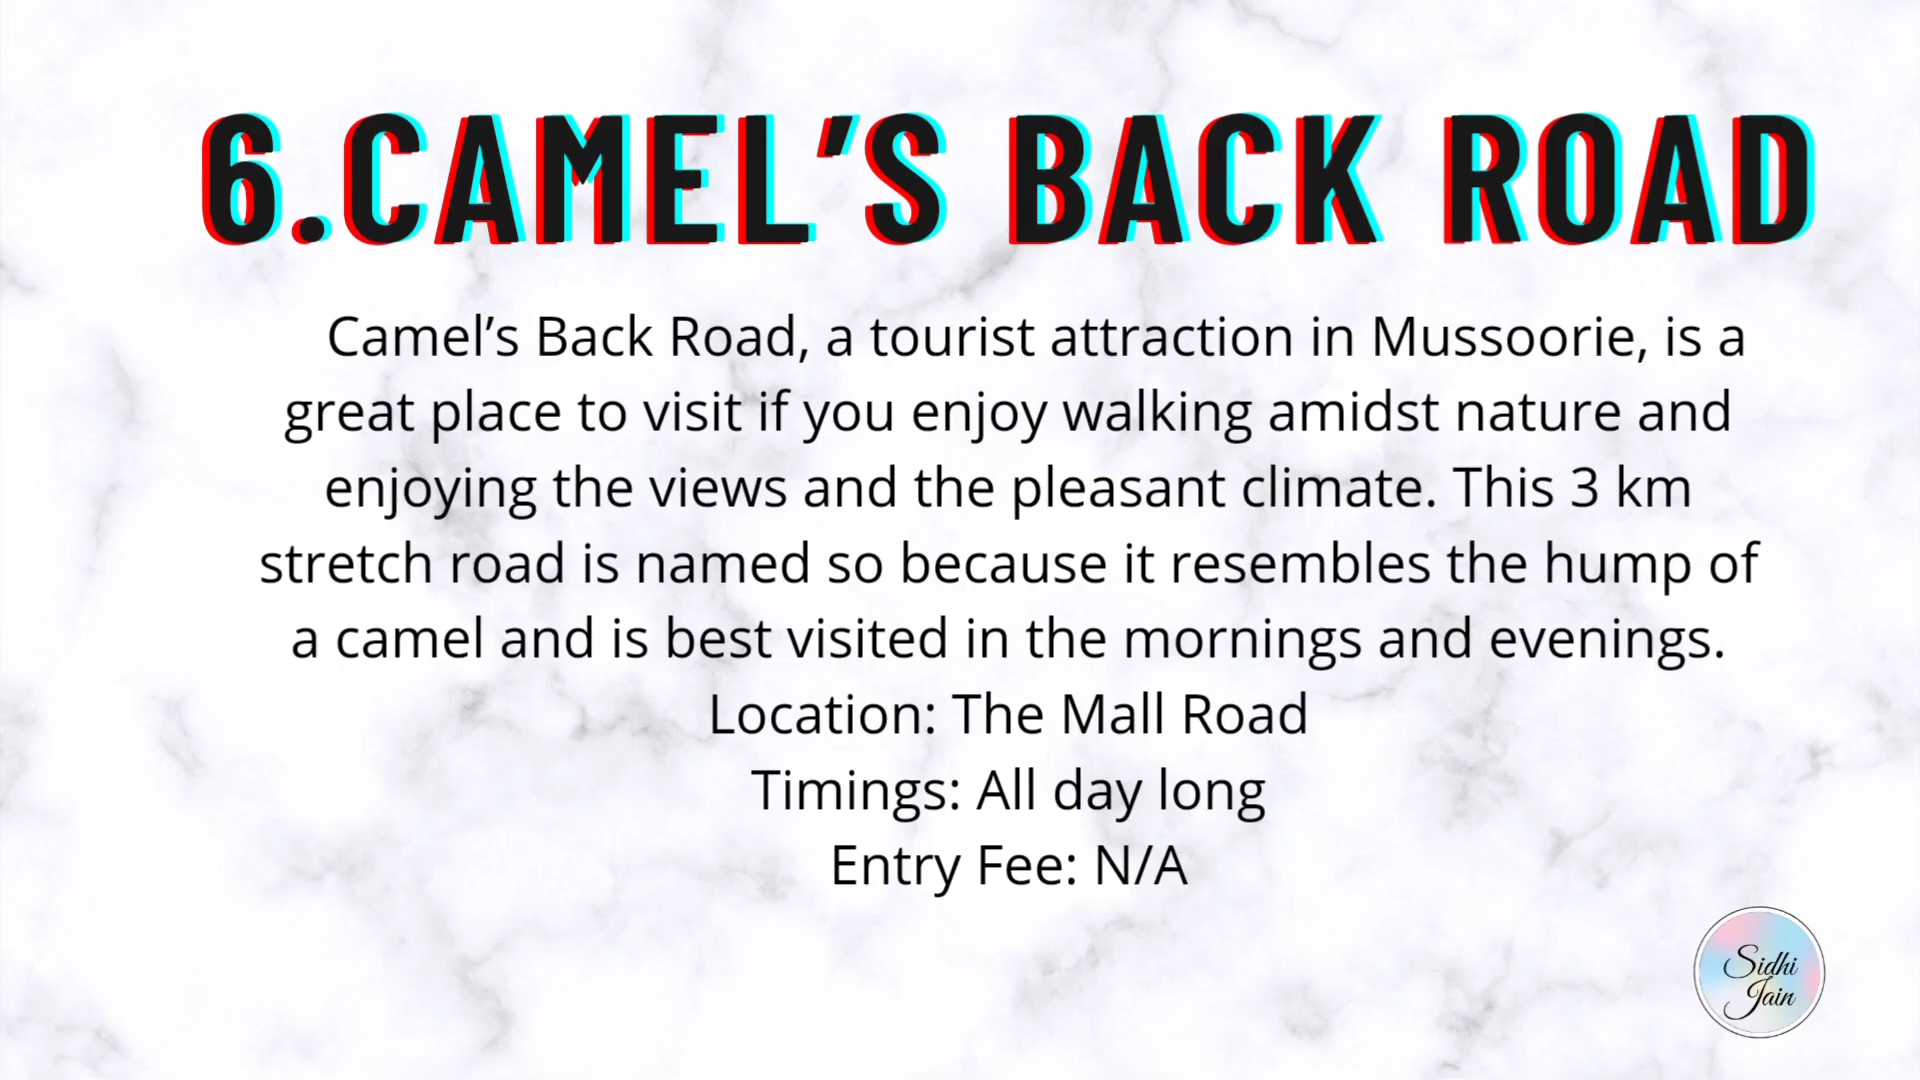 6.CAMEL’S BACK ROAD
Camel’s Back Road, a tourist attraction in Mussoorie, is a
great place to visit if you enjoy walking amidst nature and
enjoying the views and the pleasant climate. This 3 km
stretch road is named so because it resembles the hump of
a camel and is best visited in the mornings and evenings.
Location: The Mall Road
Timings: All day long
Entry Fee: N/A
Sidhi
Jain